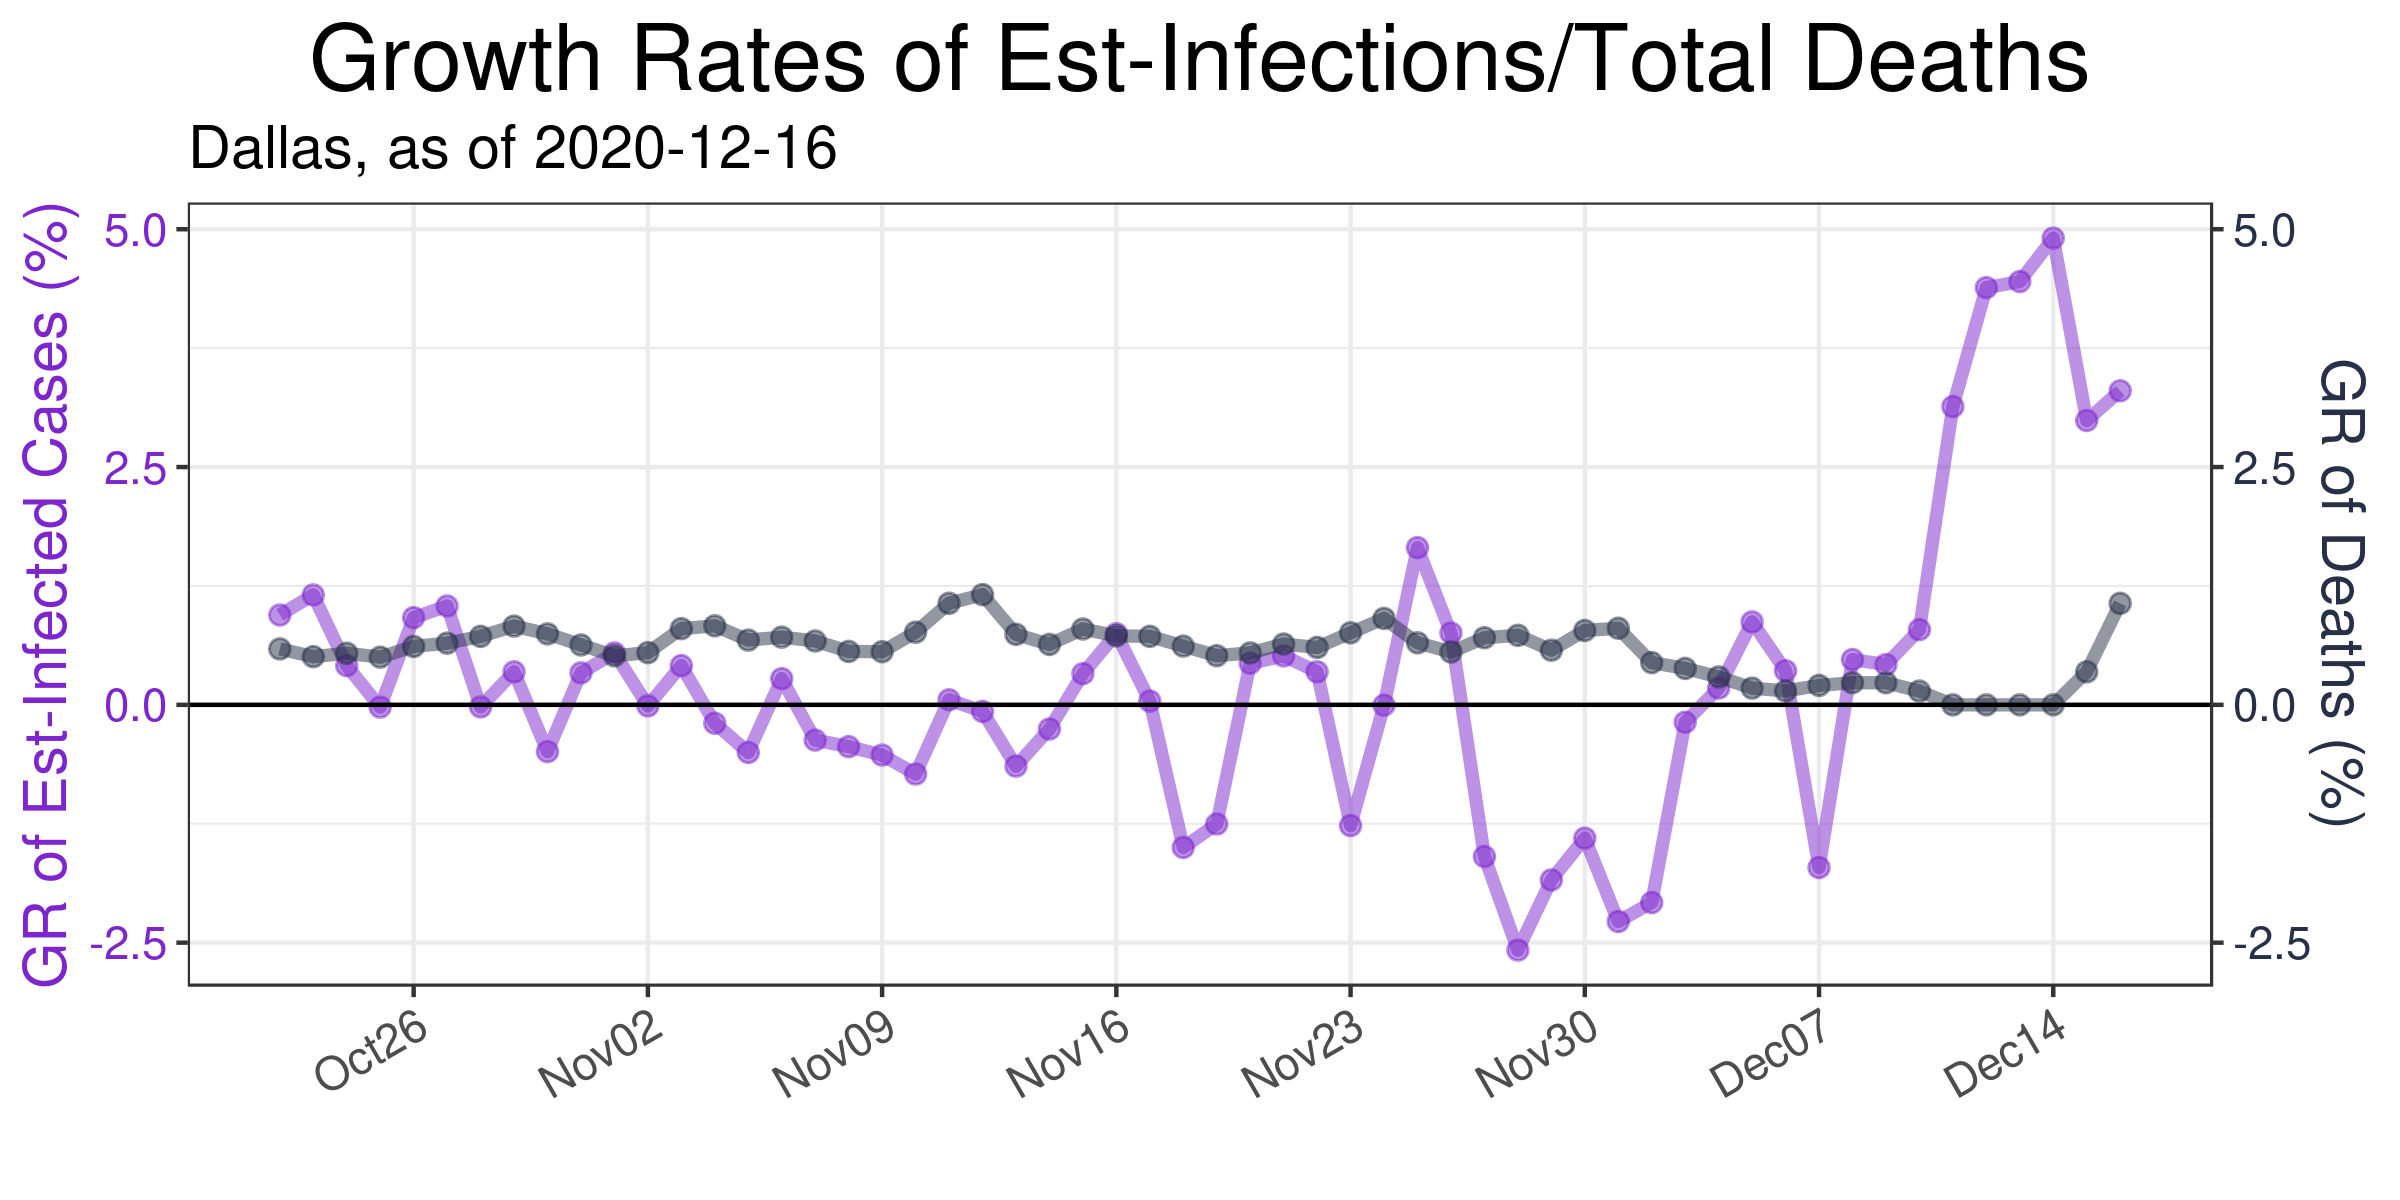 Growth Rates of Est-Infections/Total Deaths
Dallas, as of 2020-12-16
GR of Est-Infected Cases (%)
5.0
2.5
0.0
-2.5
5.0
2.5
0.0
-2.5
GR of Deaths (%)
Oct26
Nov02
Nov09
Nov16
Nov23
Nov30
Dec07
Dec14